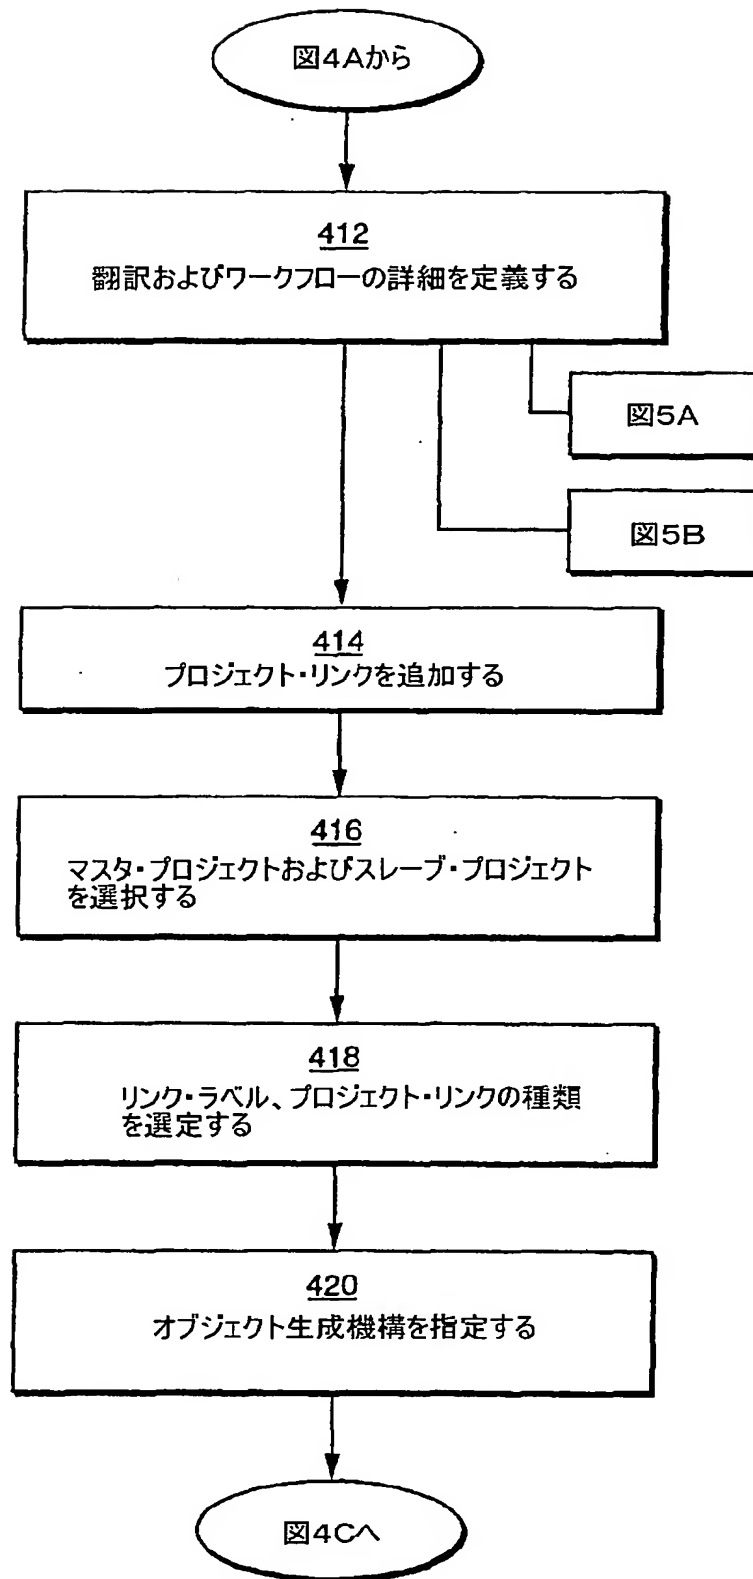 図4Aから
412
翻訳およびワークフローの詳細を定義する
図5A
図5B
414
プロジェクト・リンクを追加する
416
マスタ・プロジェクトおよびスレーブ・プロジェクト
を選択する
418
リンク・ラベル、プロジェクト・リンクの種類
を選定する
420
オブジェクト生成機構を指定する
図4Cへ